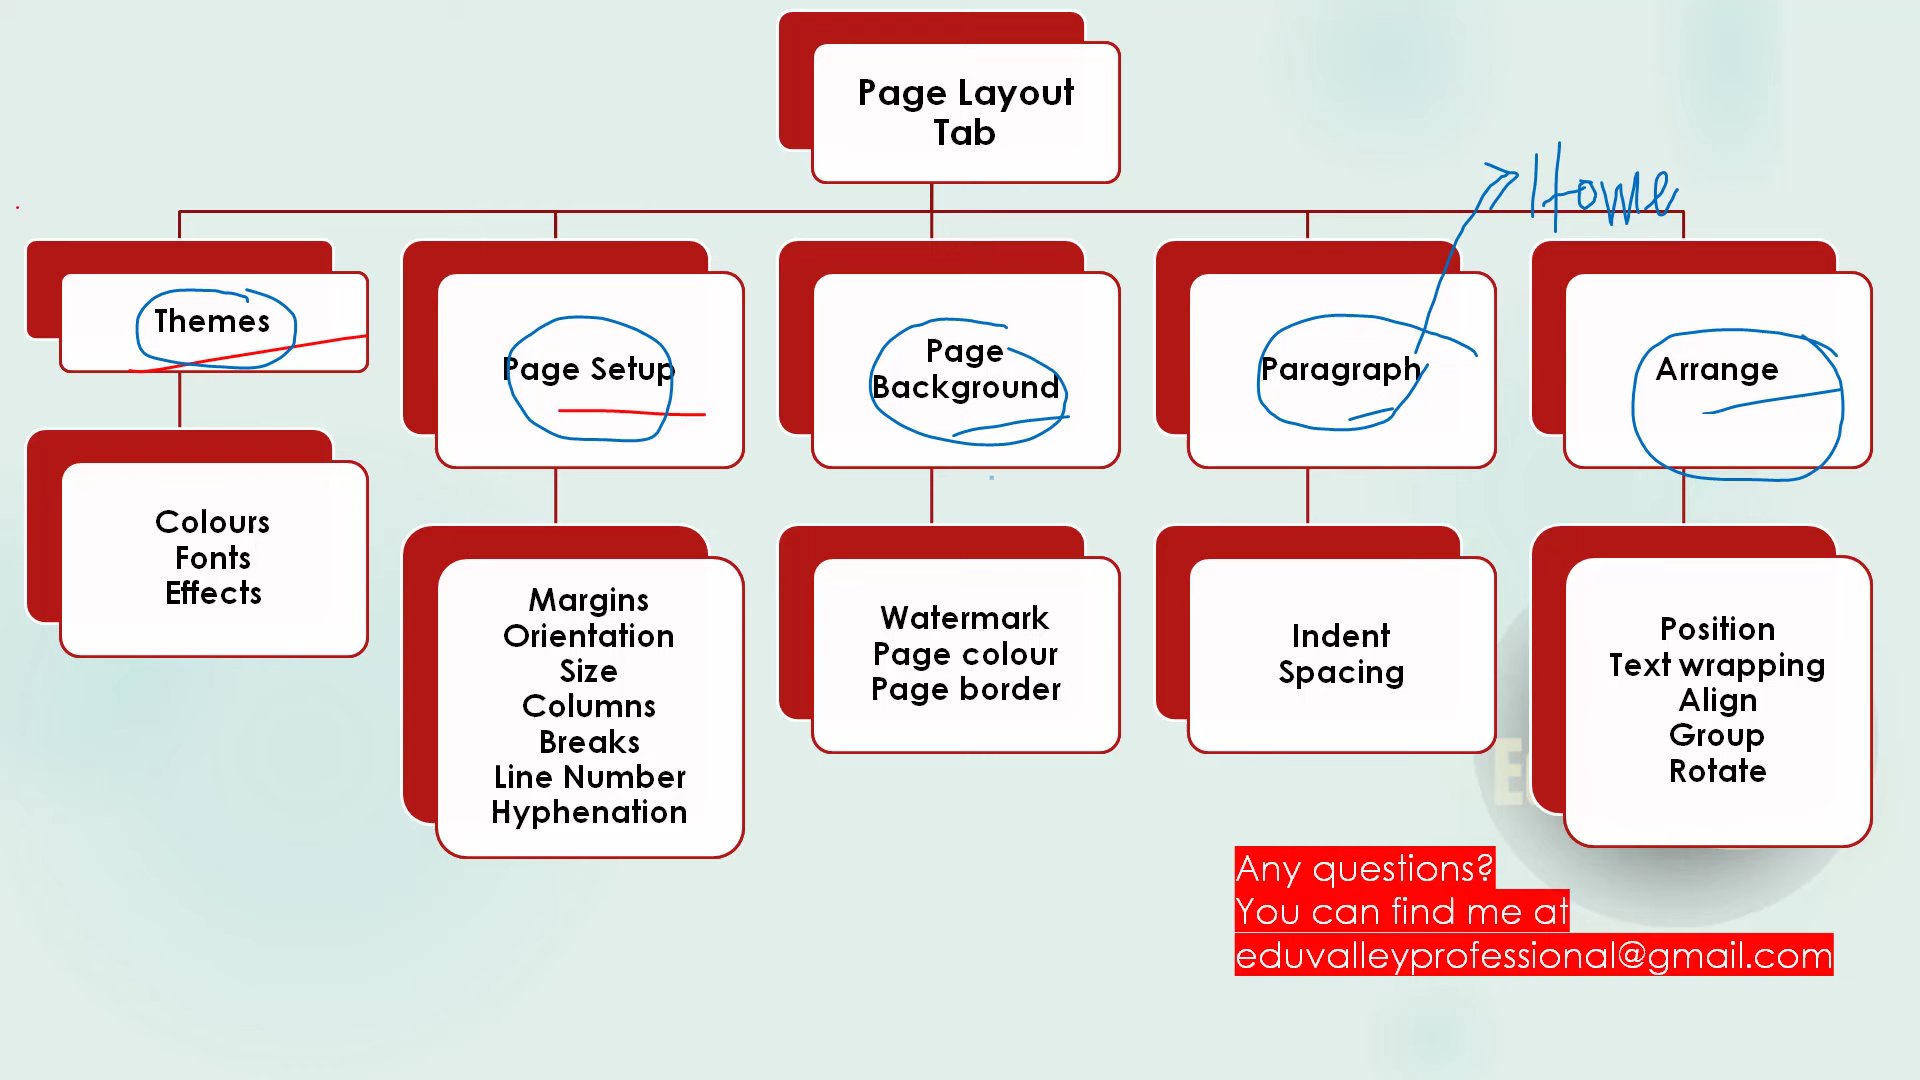 Page Layout
Tab
Home
Themes
Page Setup
Page
Background
Paragraph
Arrange
Colours
Fonts
Effects
Margins
Orientation
Size
Columns
Breaks
Line Number
Hyphenation
Watermark
Page colour
Page border
Indent
Spacing
Position
Text wrapping
Align
Group
Rotate
Any questions?
You can find me at
eduvalleyprofessional@gmail.com